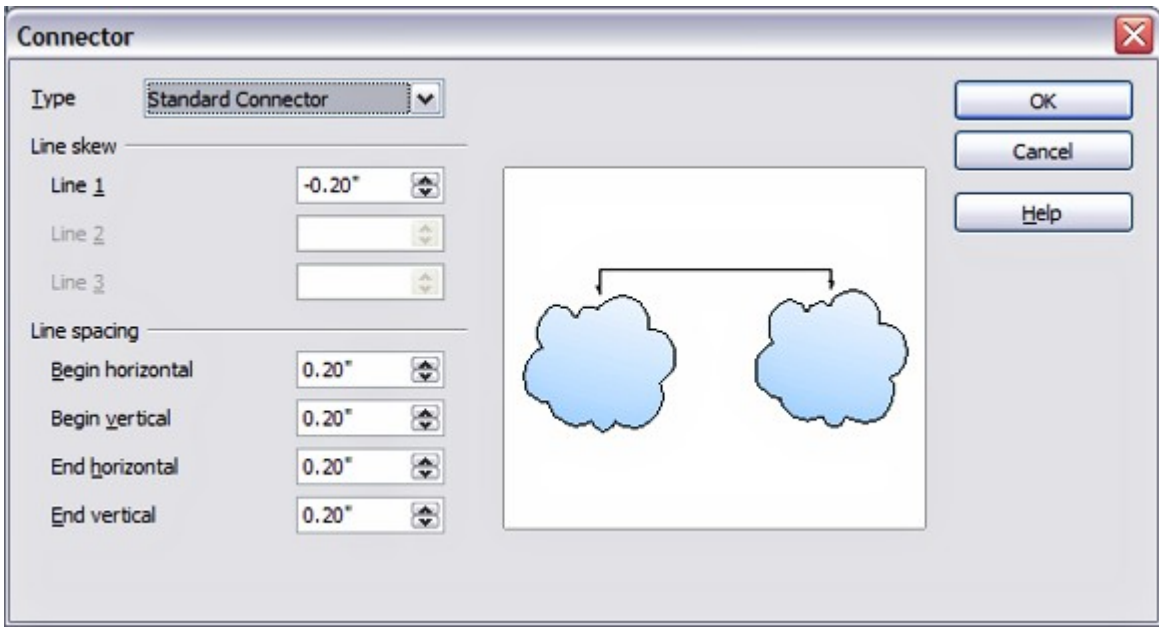 Connector
Type Standard Connector
Line skew
Line 1 -0.20"
Line 2
Line 3
Line spacing
Begin horizontal 0.20"
Begin vertical 0.20"
End horizontal 0.20"
End vertical 0.20"
OK
Cancel
Help